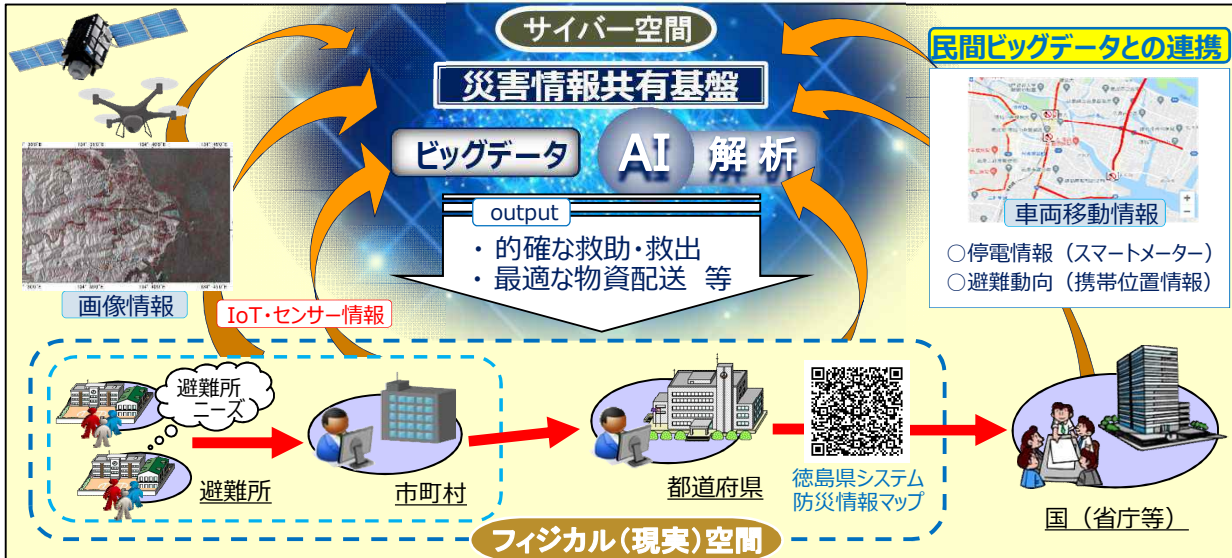 サイバー空間
民間ビッグデータとの連携
災害情報共有基盤
ビッグデータ
AI 解析
output
・ 的確な救助・救出
・ 最適な物資配送 等
車両移動情報
○停電情報（スマートメーター）
○避難動向（携帯位置情報）
画像情報
IoT・センサー情報
避難所
ニーズ
避難所
市町村
都道府県
徳島県システム
防災情報マップ
国（省庁等）
フィジカル（現実）空間